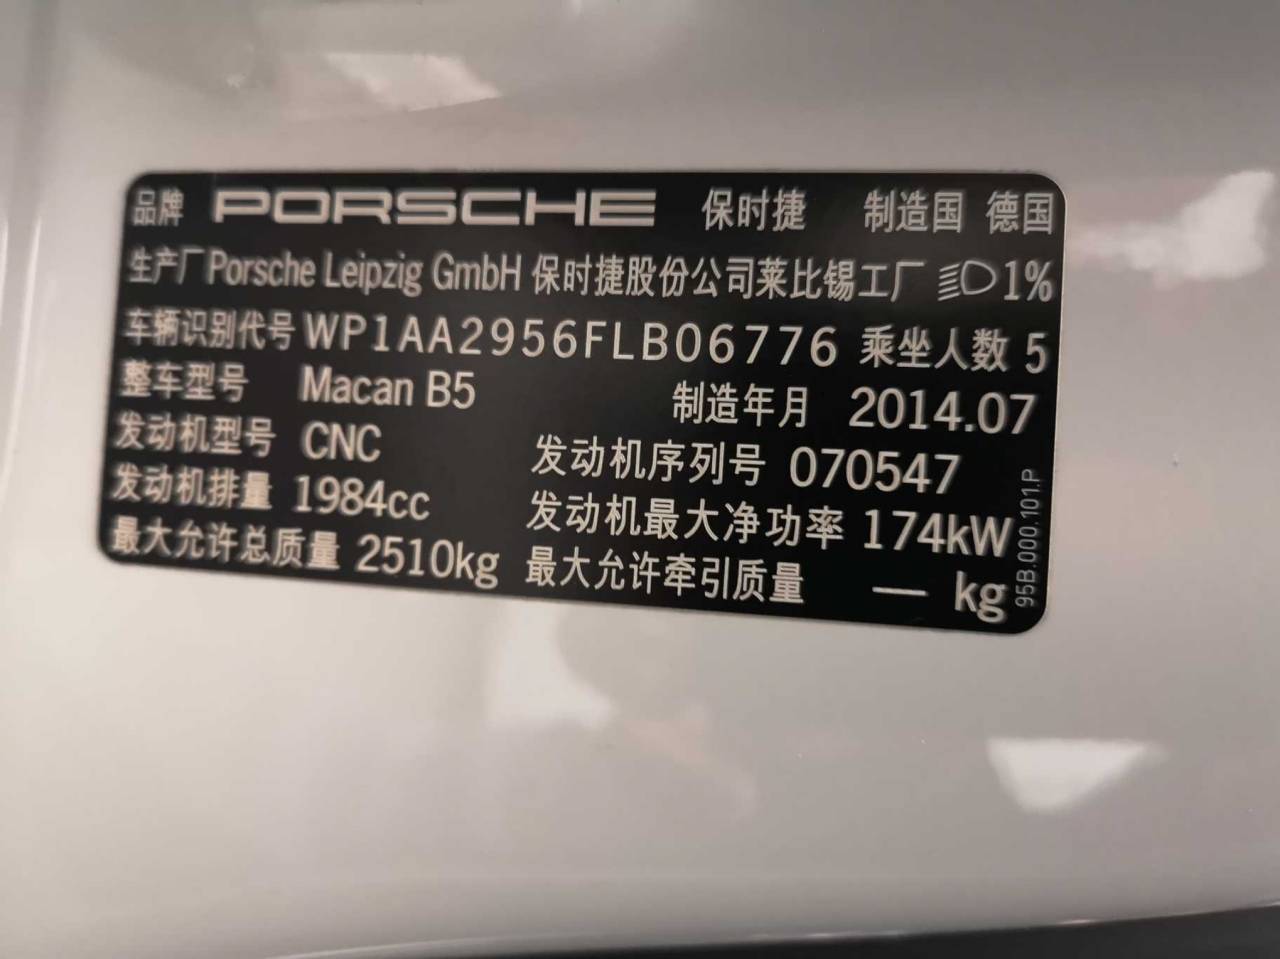 品牌 PORSCHE 保时捷 制造国 德国
生产厂 Porsche Leipzig GmbH 保时捷股份公司莱比锡工厂 1%
车辆识别代号 WP1AA2956FLB06776 乘坐人数 5
整车型号 Macan B5 制造年月 2014.07
发动机型号 CNC 发动机序列号 070547
发动机排量 1984cc 发动机最大净功率 174kW
最大允许总质量 2510kg 最大允许牵引质量 — kg
95B.000.101.P